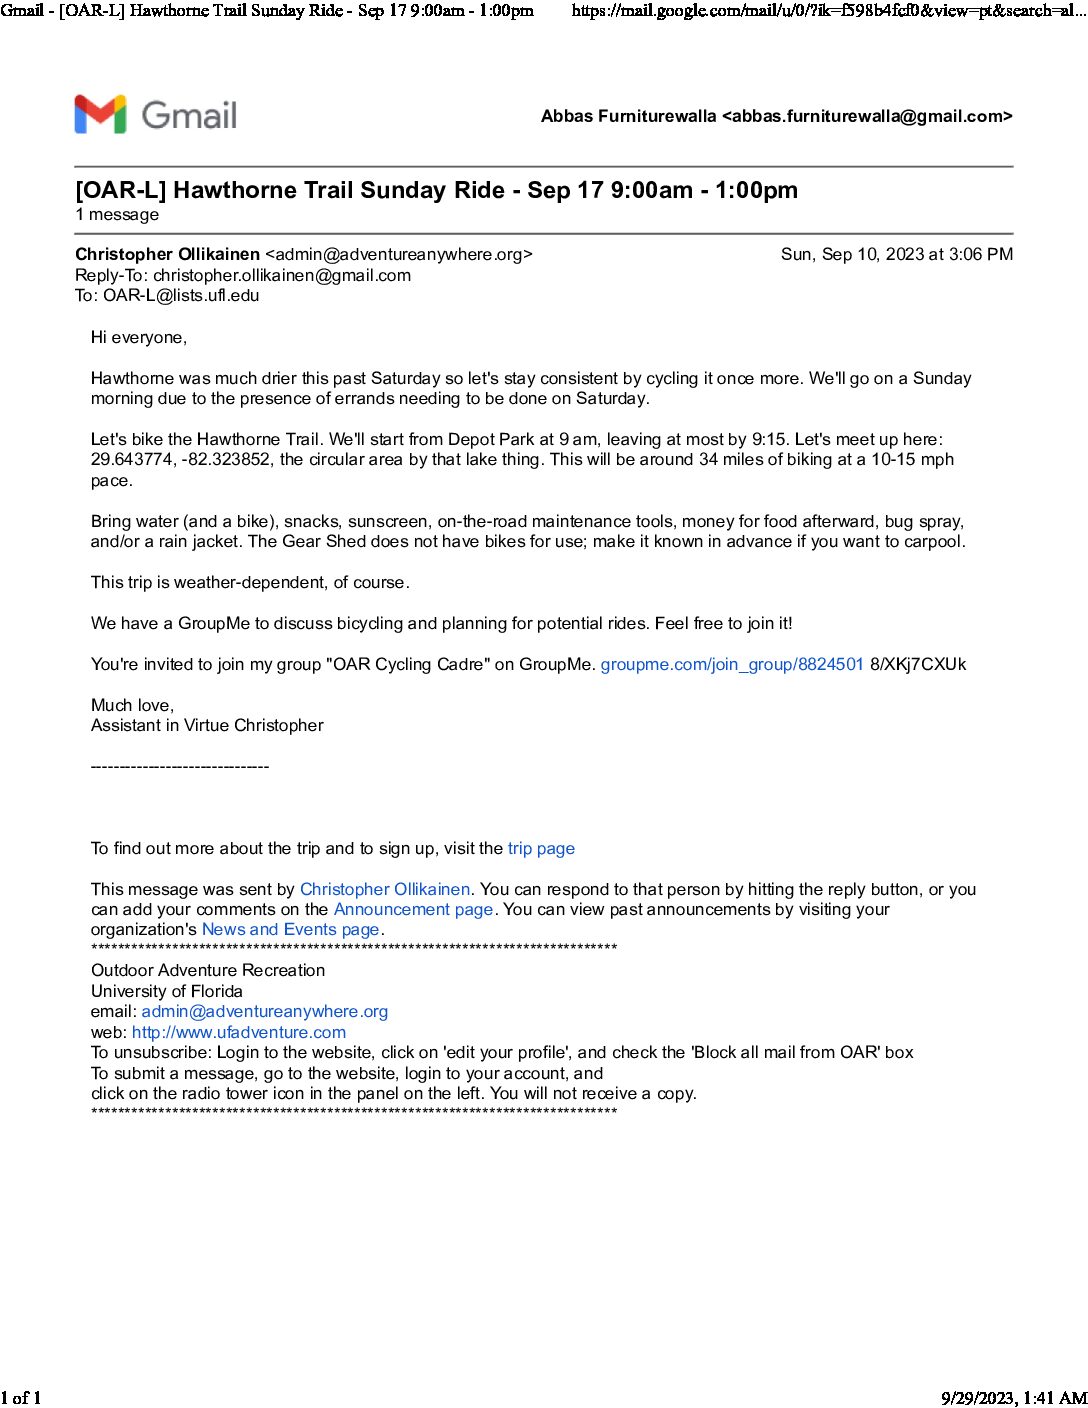 Gmail - [OAR-L] Hawthorne Trail Sunday Ride - Sep 17 9:00am - 1:00pm https://mail.google.com/mail/u/0/?ik=f598b4fcf0&view=pt&search=al...
Gmail
Abbas Furniturewalla <abbas.furniturewalla@gmail.com>
[OAR-L] Hawthorne Trail Sunday Ride - Sep 17 9:00am - 1:00pm
1 message
Christopher Ollikainen <admin@adventureanywhere.org> Sun, Sep 10, 2023 at 3:06 PM
Reply-To: christopher.ollikainen@gmail.com
To: OAR-L@lists.ufl.edu
Hi everyone,
Hawthorne was much drier this past Saturday so let's stay consistent by cycling it once more. We'll go on a Sunday
morning due to the presence of errands needing to be done on Saturday.
Let's bike the Hawthorne Trail. We'll start from Depot Park at 9 am, leaving at most by 9:15. Let's meet up here:
29.643774, -82.323852, the circular area by that lake thing. This will be around 34 miles of biking at a 10-15 mph
pace.
Bring water (and a bike), snacks, sunscreen, on-the-road maintenance tools, money for food afterward, bug spray,
and/or a rain jacket. The Gear Shed does not have bikes for use; make it known in advance if you want to carpool.
This trip is weather-dependent, of course.
We have a GroupMe to discuss bicycling and planning for potential rides. Feel free to join it!
You're invited to join my group "OAR Cycling Cadre" on GroupMe. groupme.com/join_group/8824501 8/XKj7CXUk
Much love,
Assistant in Virtue Christopher
-------------------------------
To find out more about the trip and to sign up, visit the trip page
This message was sent by Christopher Ollikainen. You can respond to that person by hitting the reply button, or you
can add your comments on the Announcement page. You can view past announcements by visiting your
organization's News and Events page.
******************************************************************************
Outdoor Adventure Recreation
University of Florida
email: admin@adventureanywhere.org
web: http://www.ufadventure.com
To unsubscribe: Login to the website, click on 'edit your profile', and check the 'Block all mail from OAR' box
To submit a message, go to the website, login to your account, and
click on the radio tower icon in the panel on the left. You will not receive a copy.
******************************************************************************
1 of 1 9/29/2023, 1:41 AM